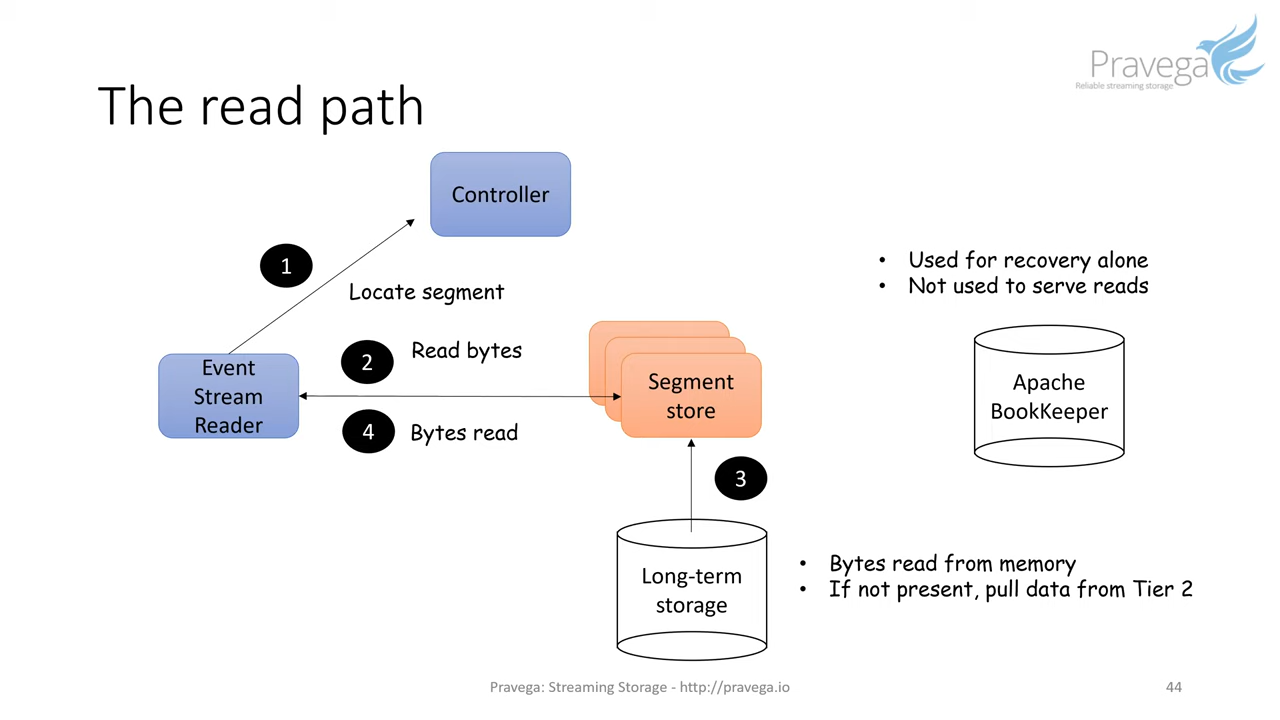 Pravega
Reliable streaming storage
The read path
Controller
1
Locate segment
Used for recovery alone
Not used to serve reads
2
Read bytes
Event
Stream
Reader
Segment
store
Apache
BookKeeper
4
Bytes read
3
Long-term
storage
Bytes read from memory
If not present, pull data from Tier 2
Pravega: Streaming Storage - http://pravega.io
44